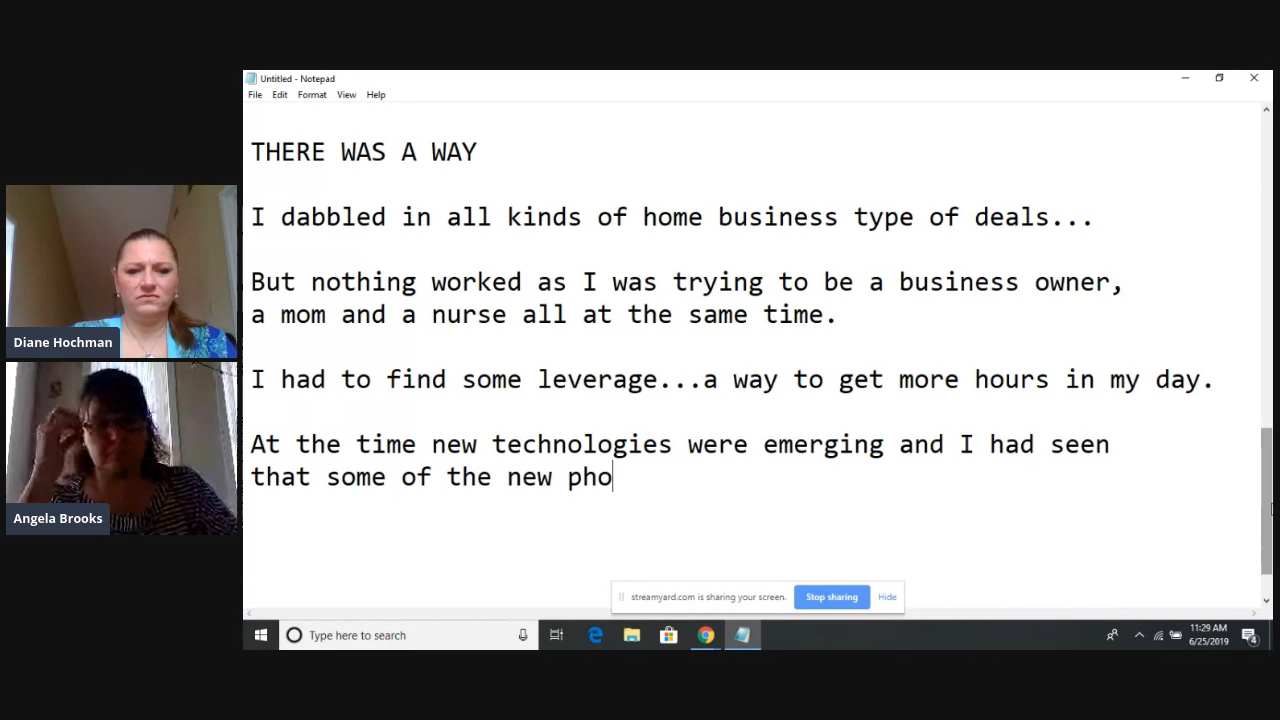 Untitled - Notepad
File Edit Format View Help
THERE WAS A WAY
I dabbled in all kinds of home business type of deals...
But nothing worked as I was trying to be a business owner,
a mom and a nurse all at the same time.
I had to find some leverage...a way to get more hours in my day.
At the time new technologies were emerging and I had seen
that some of the new pho
Diane Hochman
Angela Brooks
streamyard.com is sharing your screen. Stop sharing Hide
Type here to search
11:29 AM
6/25/2019
4